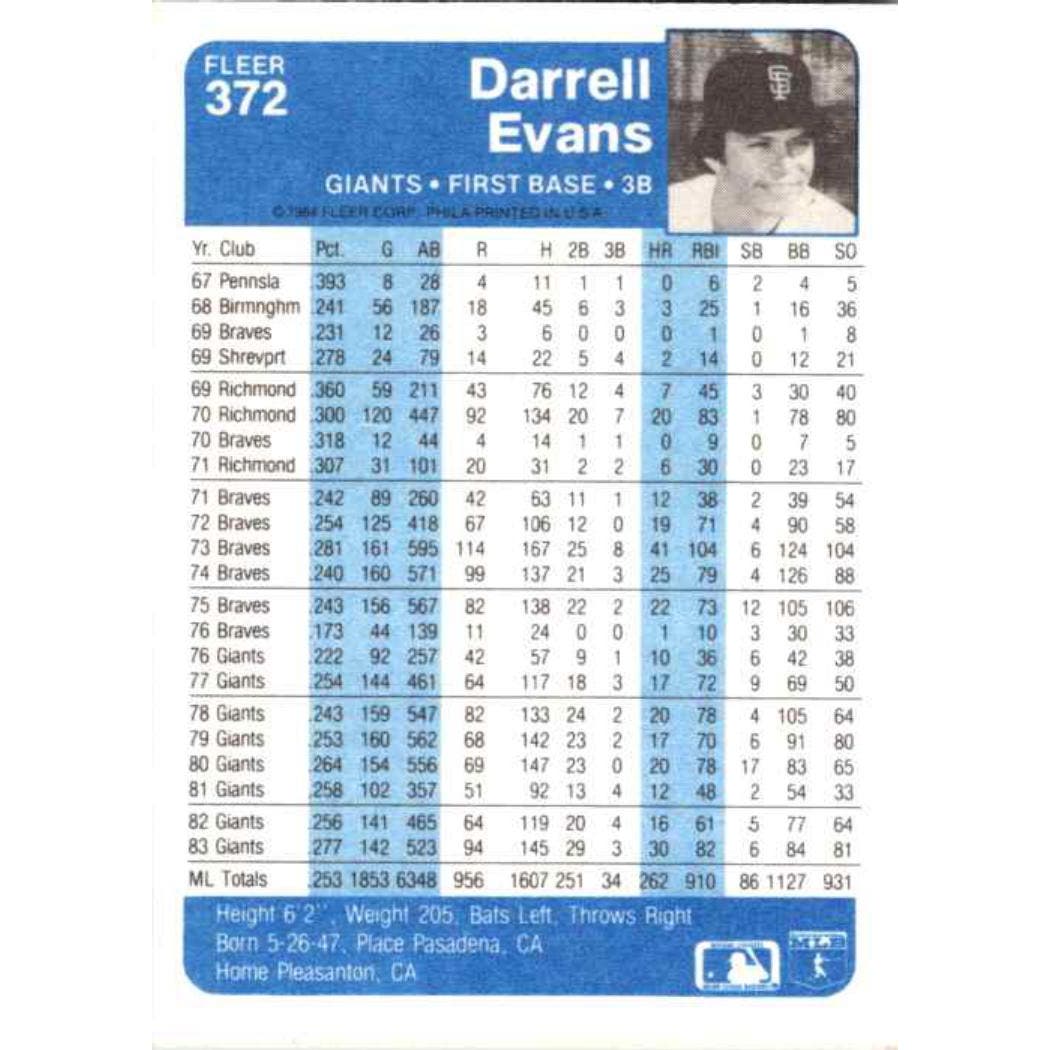 FLEER
372
Darrell
Evans
GIANTS • FIRST BASE • 3B
© 1984 FLEER CORP. PHILA PRINTED IN U.S.A.
Yr. Club Pct. G AB R H 2B 3B HR RBI SB BB SO
67 Pennsla .393 8 28 4 11 1 1 0 6 2 4 5
68 Birmnghm .241 56 187 18 45 6 3 3 25 1 16 36
69 Braves .231 12 26 3 6 0 0 0 1 0 1 8
69 Shrevprt .278 24 79 14 22 5 4 2 14 0 12 21
69 Richmond .360 59 211 43 76 12 4 7 45 3 30 40
70 Richmond .300 120 447 92 134 20 7 20 83 1 78 80
70 Braves .318 12 44 4 14 1 1 0 9 0 7 5
71 Richmond .307 31 101 20 31 2 2 6 30 0 23 17
71 Braves .242 89 260 42 63 11 1 12 38 2 39 54
72 Braves .254 125 418 67 106 12 0 19 71 4 90 58
73 Braves .281 161 595 114 167 25 8 41 104 6 124 104
74 Braves .240 160 571 99 137 21 3 25 79 4 126 88
75 Braves .243 156 567 82 138 22 2 22 73 12 105 106
76 Braves .173 44 139 11 24 0 0 1 10 3 30 33
76 Giants .222 92 257 42 57 9 1 10 36 6 42 38
77 Giants .254 144 461 64 117 18 3 17 72 9 69 50
78 Giants .243 159 547 82 133 24 2 20 78 4 105 64
79 Giants .253 160 562 68 142 23 2 17 70 6 91 80
80 Giants .264 154 556 69 147 23 0 20 78 17 83 65
81 Giants .258 102 357 51 92 13 4 12 48 2 54 33
82 Giants .256 141 465 64 119 20 4 16 61 5 77 64
83 Giants .277 142 523 94 145 29 3 30 82 6 84 81
ML Totals .253 1853 6348 956 1607 251 34 262 910 86 1127 931
Height 6'2'', Weight 205, Bats Left, Throws Right
Born 5-26-47, Place Pasadena, CA
Home Pleasanton, CA